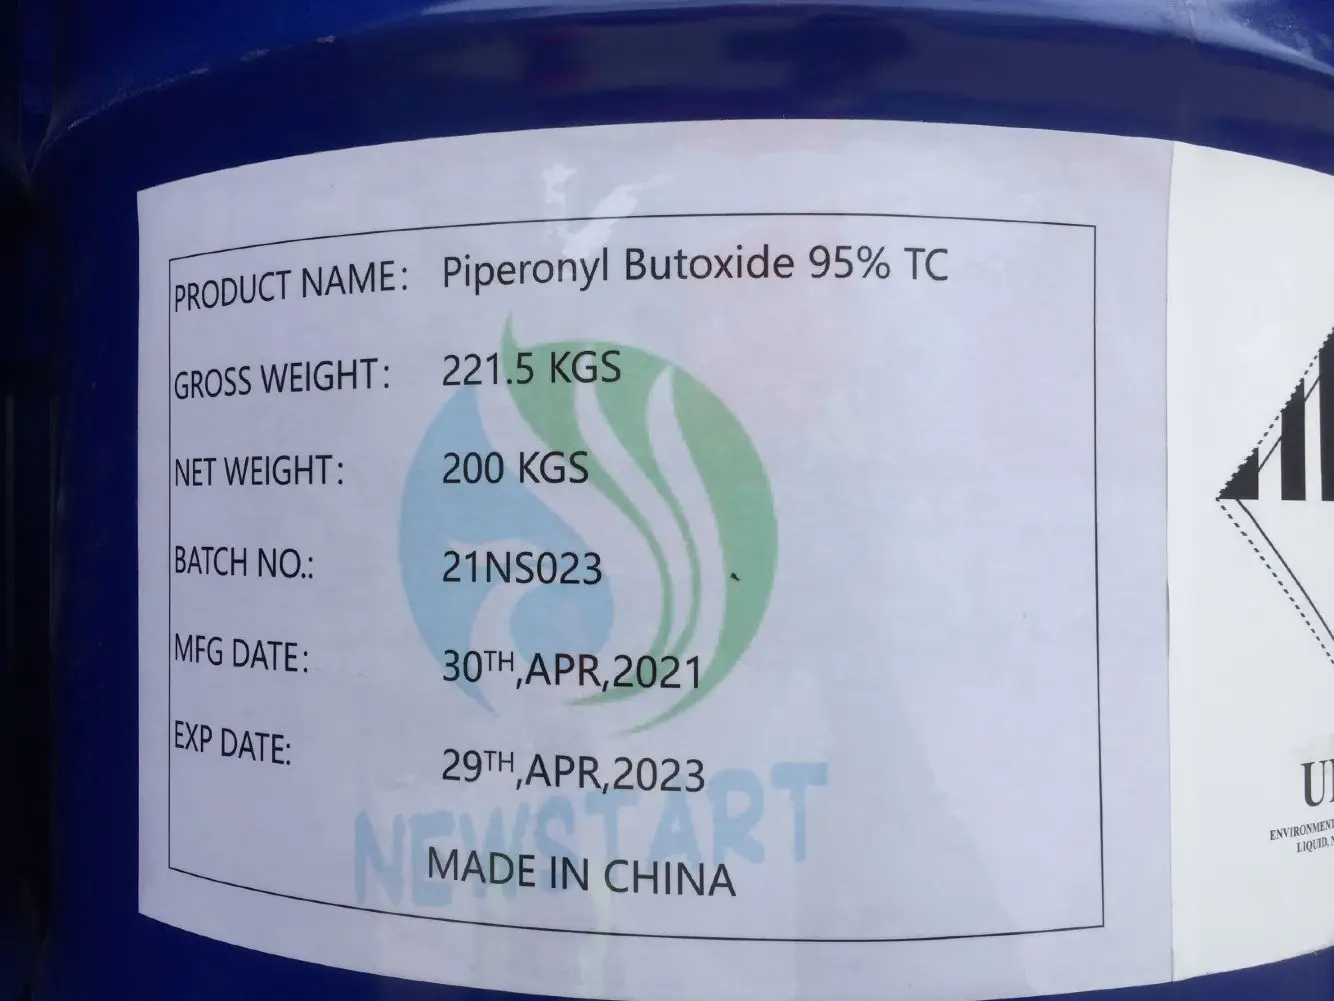 PRODUCT NAME: Piperonyl Butoxide 95% TC
GROSS WEIGHT: 221.5 KGS
NET WEIGHT: 200 KGS
BATCH NO.: 21NS023
MFG DATE: 30TH,APR,2021
EXP DATE: 29TH,APR,2023
NEWSTART
MADE IN CHINA
LIQUID,